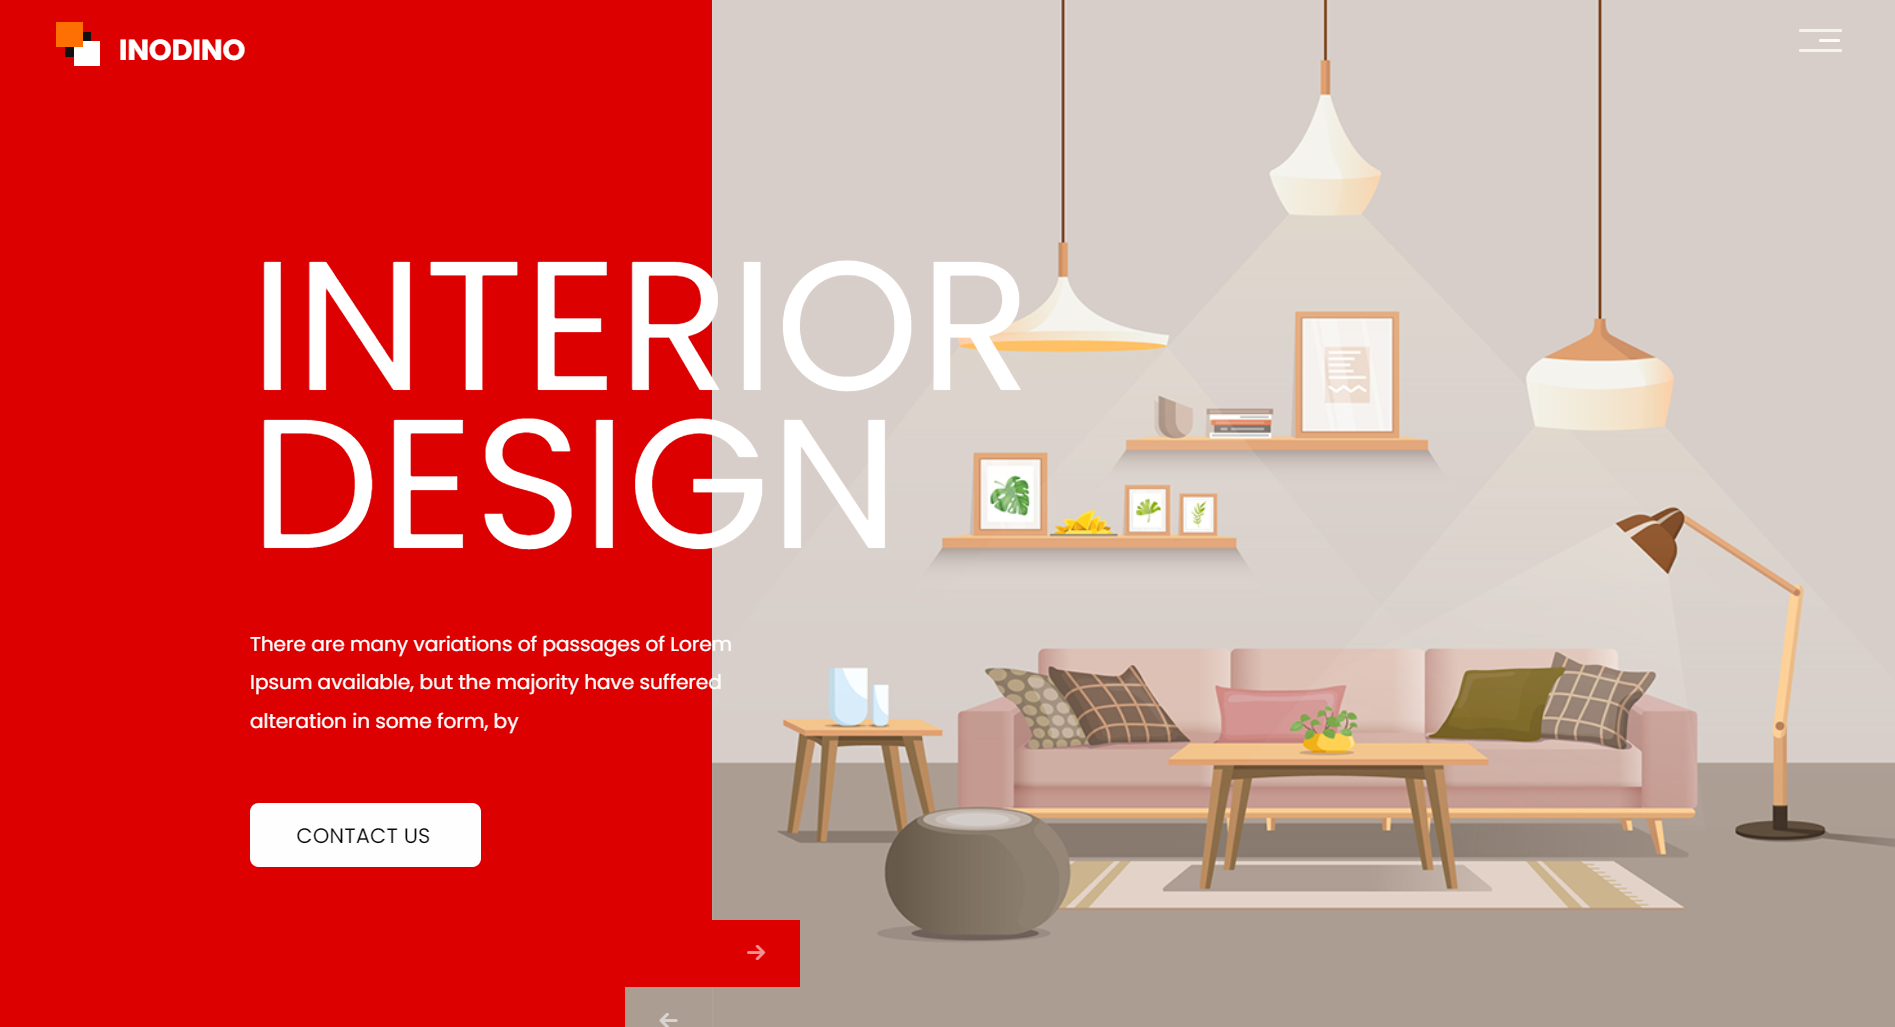 INODINO
INTERIOR
DESIGN
There are many variations of passages of Lorem
Ipsum available, but the majority have suffered
alteration in some form, by
CONTACT US